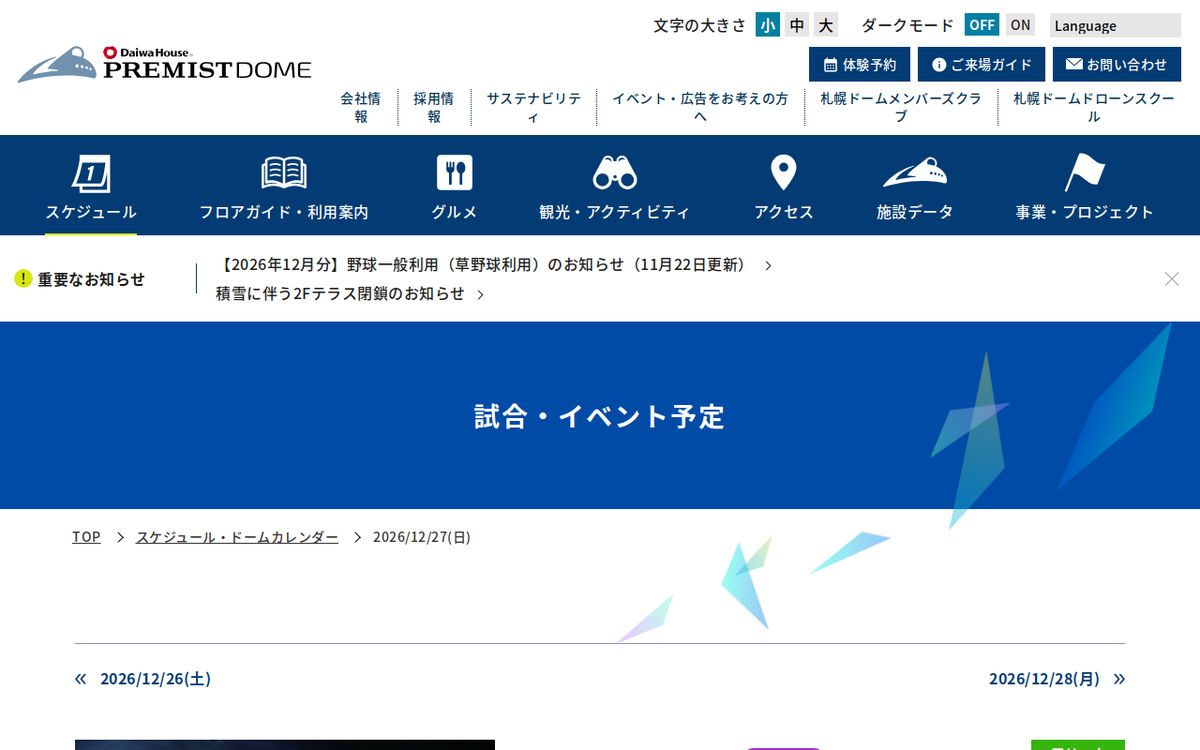 文字の大きさ 小 中 大 ダークモード OFF ON Language
Daiwa House
PREMIST DOME
体験予約 ご来場ガイド お問い合わせ
会社情報
採用情報
サステナビリティ
イベント・広告をお考えの方へ
札幌ドームメンバーズクラブ
札幌ドームドローンスクール
1
スケジュール フロアガイド・利用案内 グルメ 観光・アクティビティ アクセス 施設データ 事業・プロジェクト
重要なお知らせ
【2026年12月分】野球一般利用（草野球利用）のお知らせ（11月22日更新）
積雪に伴う2Fテラス閉鎖のお知らせ
試合・イベント予定
TOP スケジュール・ドームカレンダー 2026/12/27(日)
2026/12/26(土) 2026/12/28(月)